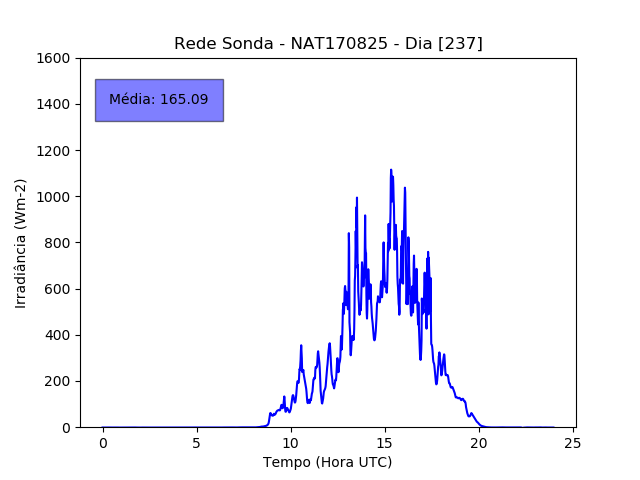 Rede Sonda - NAT170825 - Dia [237]
1600
1400
1200
1000
800
600
400
200
0
Média: 165.09
Irradiância (Wm-2)
0 5 10 15 20 25
Tempo (Hora UTC)